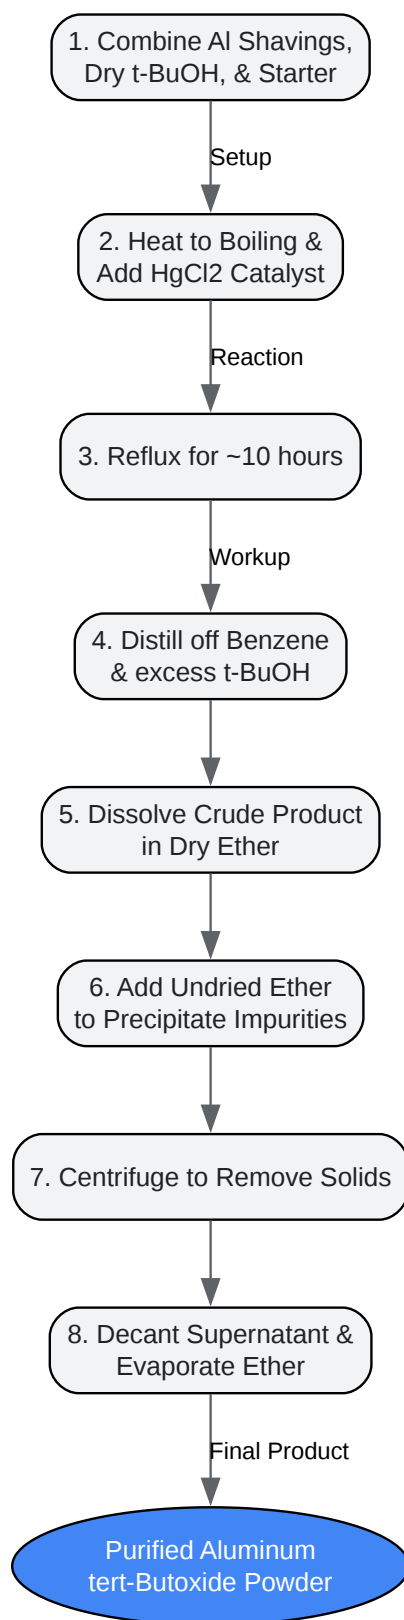 1. Combine Al Shavings,
Dry t-BuOH, & Starter
Setup
2. Heat to Boiling &
Add HgCl2 Catalyst
Reaction
3. Reflux for ~10 hours
Workup
4. Distill off Benzene
& excess t-BuOH
5. Dissolve Crude Product
in Dry Ether
6. Add Undried Ether
to Precipitate Impurities
7. Centrifuge to Remove Solids
8. Decant Supernatant &
Evaporate Ether
Final Product
Purified Aluminum
tert-Butoxide Powder